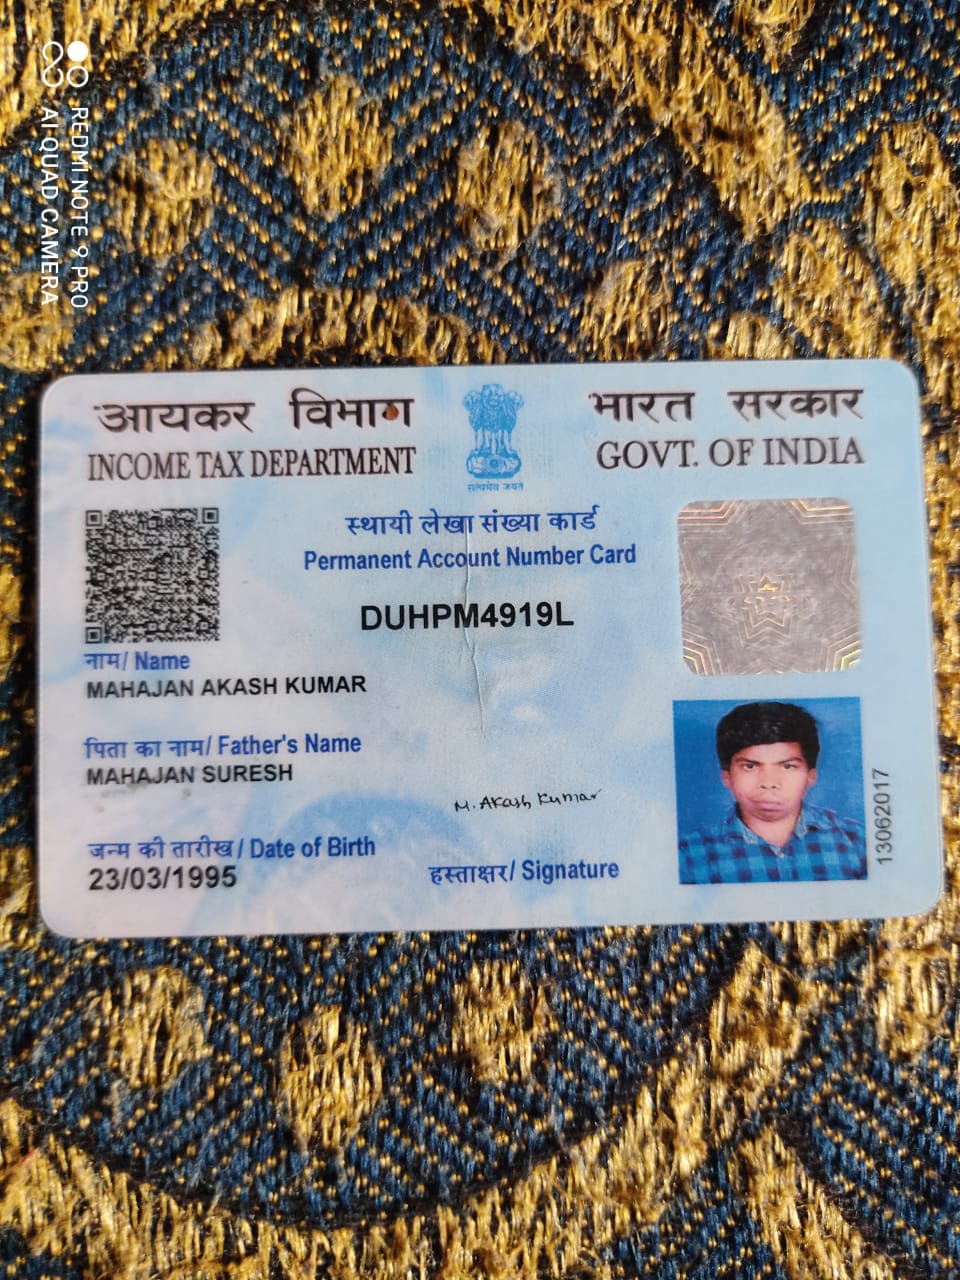 REDMI NOTE 9 PRO
AI QUAD CAMERA
आयकर विभाग
INCOME TAX DEPARTMENT
सत्यमेव जयते
भारत सरकार
GOVT. OF INDIA
स्थायी लेखा संख्या कार्ड
Permanent Account Number Card
DUHPM4919L
नाम/ Name
MAHAJAN AKASH KUMAR
पिता का नाम/ Father's Name
MAHAJAN SURESH
M. Akash Kumar
जन्म की तारीख/ Date of Birth
23/03/1995
हस्ताक्षर/ Signature
13062017